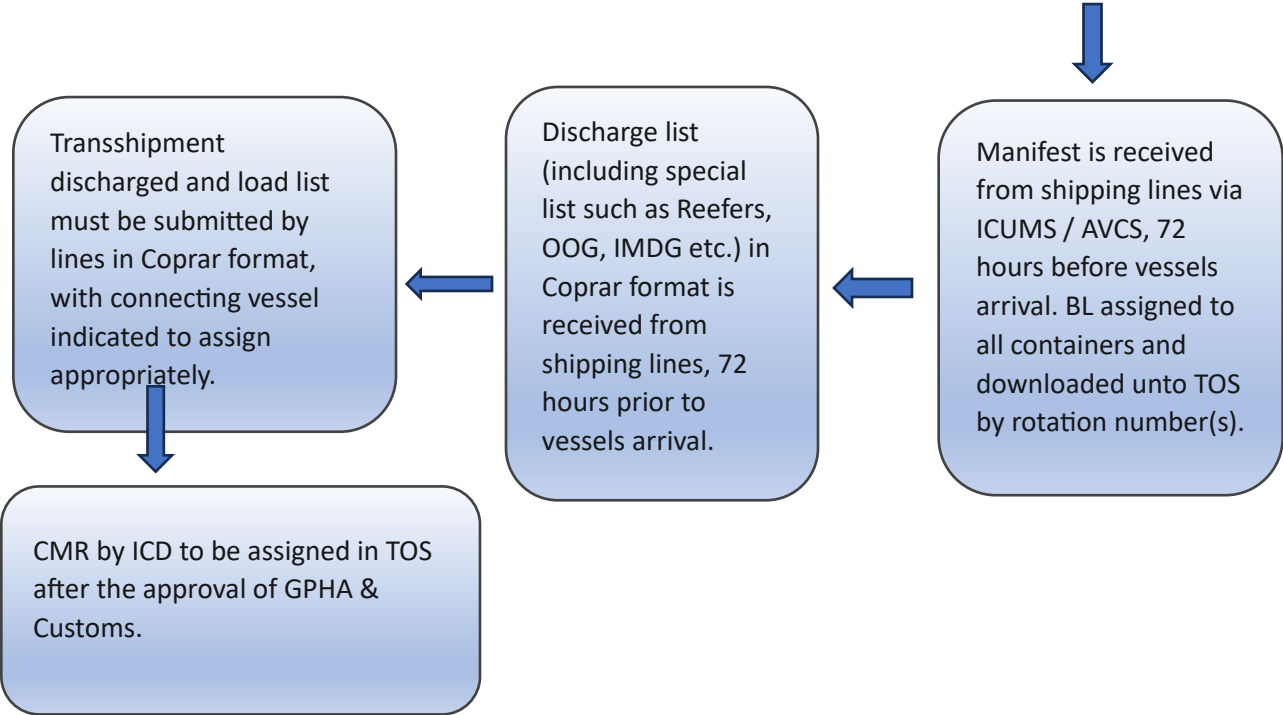 Manifest is received
from shipping lines via
ICUMS / AVCS, 72
hours before vessels
arrival. BL assigned to
all containers and
downloaded unto TOS
by rotation number(s).
Discharge list
(including special
list such as Reefers,
OOG, IMDG etc.) in
Coprar format is
received from
shipping lines, 72
hours prior to
vessels arrival.
Transshipment
discharged and load list
must be submitted by
lines in Coprar format,
with connecting vessel
indicated to assign
appropriately.
CMR by ICD to be assigned in TOS
after the approval of GPHA &
Customs.